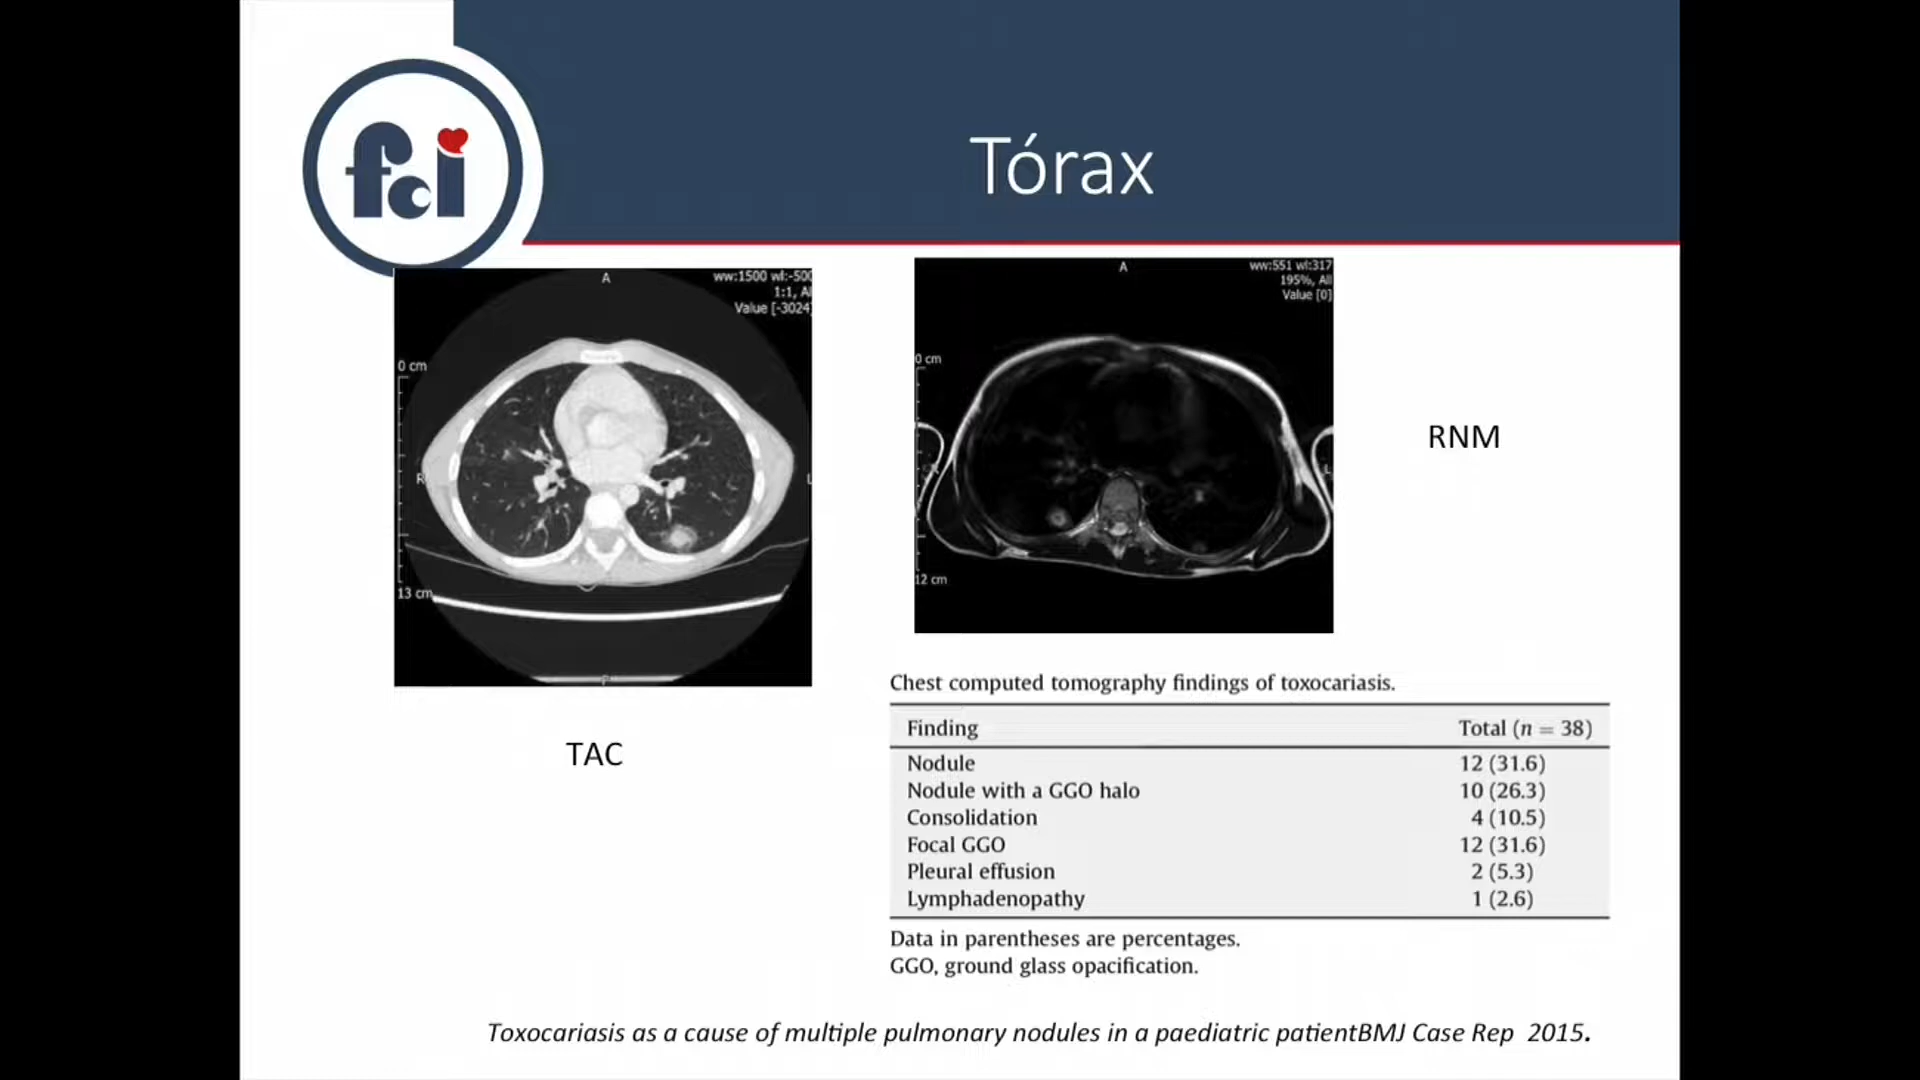 fci
Tórax
A
ww:1500 wl:-500
1:1, A
Value [-3024]
0 cm
R
L
13 cm
P
TAC
A
ww:551 wl:317
195%, All
Value [0]
0 cm
R
L
12 cm
RNM
Chest computed tomography findings of toxocariasis.
Finding Total (n = 38)
Nodule 12 (31.6)
Nodule with a GGO halo 10 (26.3)
Consolidation 4 (10.5)
Focal GGO 12 (31.6)
Pleural effusion 2 (5.3)
Lymphadenopathy 1 (2.6)
Data in parentheses are percentages.
GGO, ground glass opacification.
Toxocariasis as a cause of multiple pulmonary nodules in a paediatric patientBMJ Case Rep 2015.